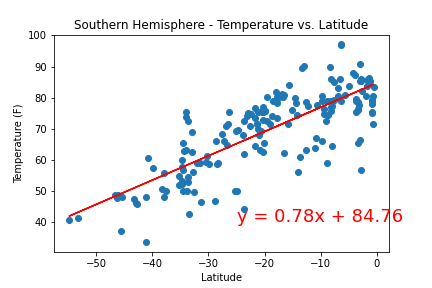 Southern Hemisphere - Temperature vs. Latitude
100
90
80
70
60
50
40
Temperature (F)
y = 0.78x + 84.76
−50 −40 −30 −20 −10 0
Latitude